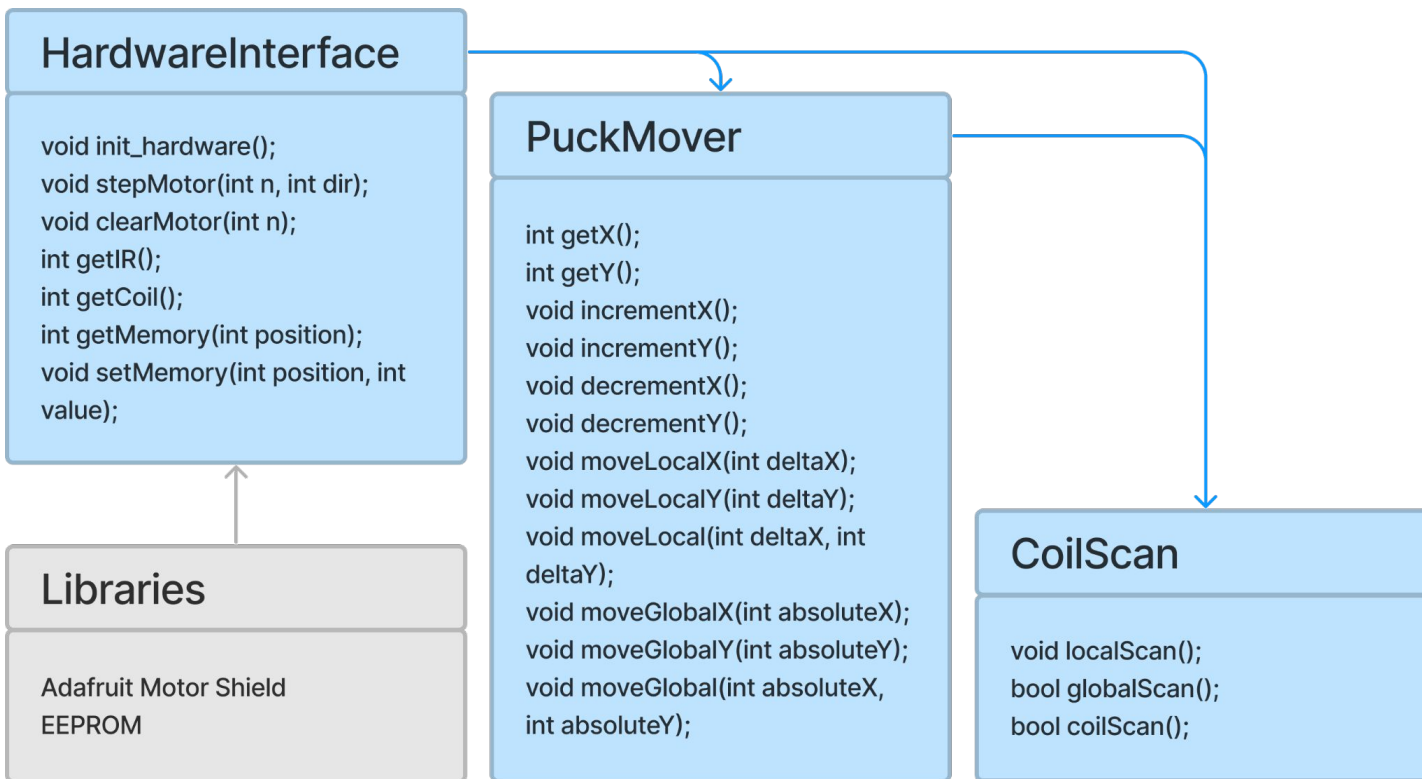 HardwareInterface
void init_hardware();
void stepMotor(int n, int dir);
void clearMotor(int n);
int getIR();
int getCoil();
int getMemory(int position);
void setMemory(int position, int
value);
Libraries
Adafruit Motor Shield
EEPROM
PuckMover
int getX();
int getY();
void incrementX();
void incrementY();
void decrementX();
void decrementY();
void moveLocalX(int deltaX);
void moveLocalY(int deltaY);
void moveLocal(int deltaX, int
deltaY);
void moveGlobalX(int absoluteX);
void moveGlobalY(int absoluteY);
void moveGlobal(int absoluteX,
int absoluteY);
CoilScan
void localScan();
bool globalScan();
bool coilScan();